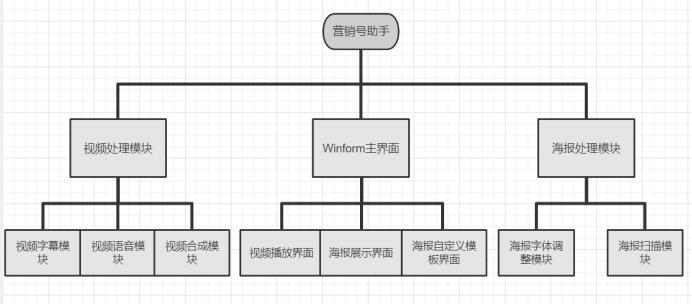 营销号助手
视频处理模块
Winform主界面
海报处理模块
视频字幕模
块
视频语音模
块
视频合成模
块
视频播放界面
海报展示界面
海报自定义模
板界面
海报字体调
整模块
海报扫描模
块